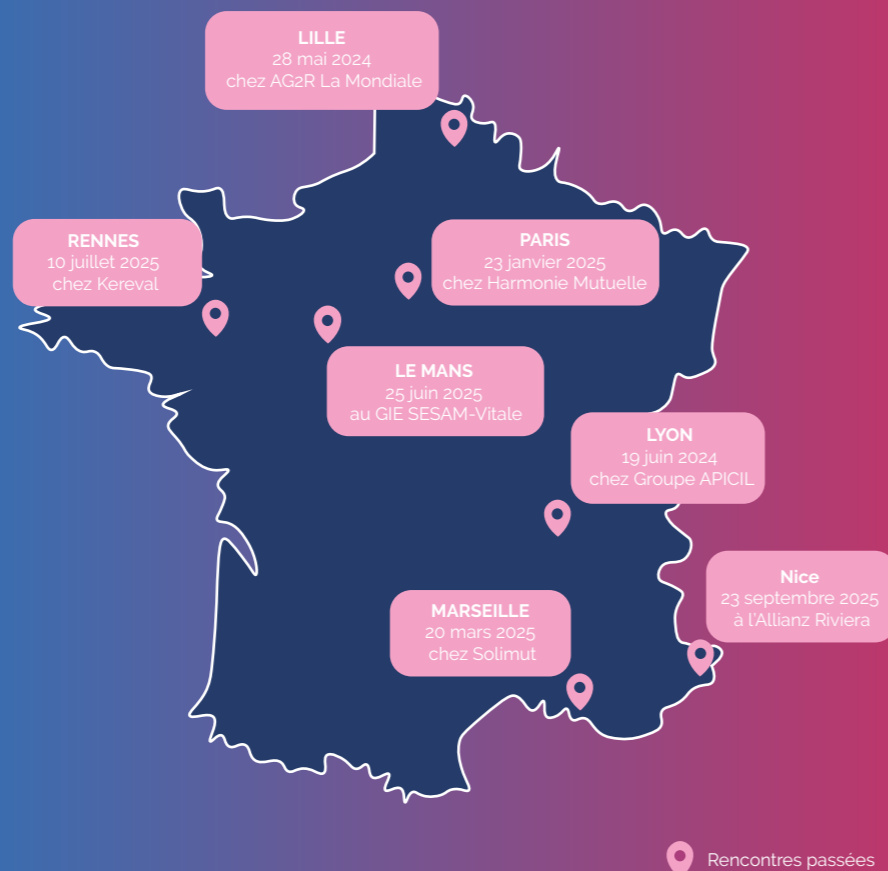 LILLE
28 mai 2024
chez AG2R La Mondiale
RENNES
10 juillet 2025
chez Kereval
PARIS
23 janvier 2025
chez Harmonie Mutuelle
LE MANS
25 juin 2025
au GIE SESAM-Vitale
LYON
19 juin 2024
chez Groupe APICIL
Nice
23 septembre 2025
à l'Allianz Riviera
MARSEILLE
20 mars 2025
chez Solimut
Rencontres passées